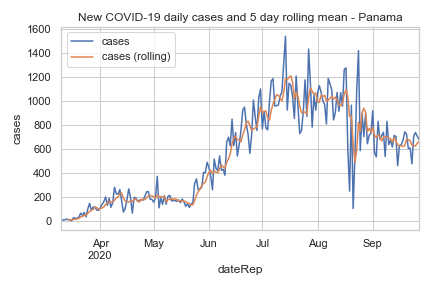 New COVID-19 daily cases and 5 day rolling mean - Panama
cases
cases (rolling)
1600
1400
1200
1000
800
600
400
200
0
cases
Apr
2020
May
Jun
Jul
Aug
Sep
dateRep